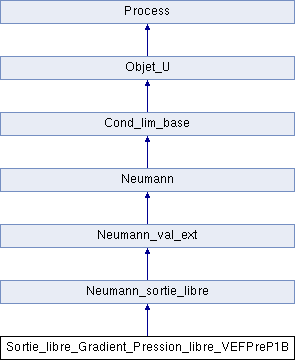 Process
Objet_U
Cond_lim_base
Neumann
Neumann_val_ext
Neumann_sortie_libre
Sortie_libre_Gradient_Pression_libre_VEFPreP1B